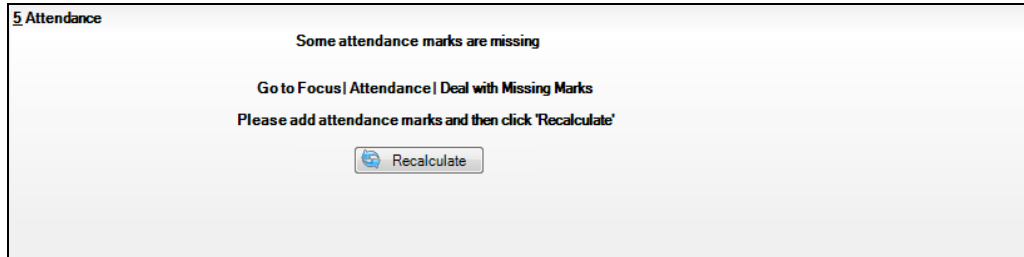 5 Attendance
Some attendance marks are missing
Go to Focus| Attendance| Deal with Missing Marks
Please add attendance marks and then click 'Recalculate'
Recalculate